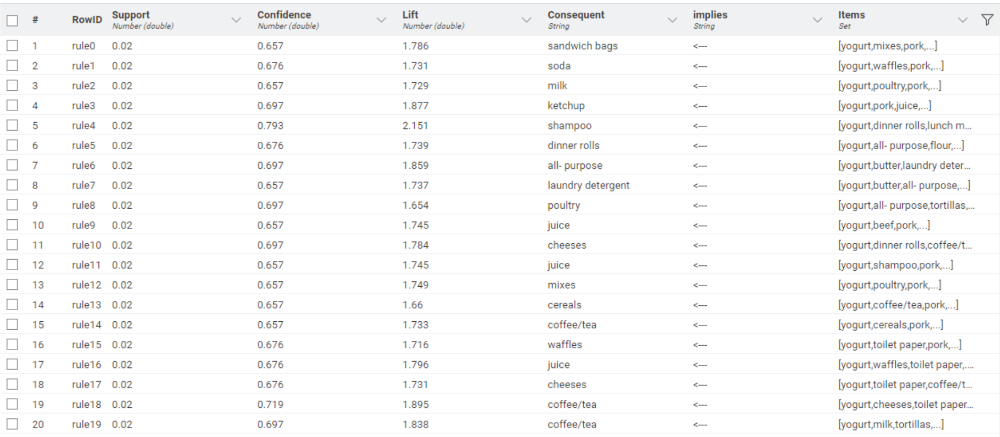 # RowID Support Confidence Lift Consequent implies Items
Number (double) Number (double) Number (double) String String Set
1 rule0 0.02 0.657 1.786 sandwich bags <--- [yogurt,mixes,pork,...]
2 rule1 0.02 0.676 1.731 soda <--- [yogurt,waffles,pork,...]
3 rule2 0.02 0.657 1.729 milk <--- [yogurt,poultry,pork,...]
4 rule3 0.02 0.697 1.877 ketchup <--- [yogurt,pork,juice,...]
5 rule4 0.02 0.793 2.151 shampoo <--- [yogurt,dinner rolls,lunch m...
6 rule5 0.02 0.676 1.739 dinner rolls <--- [yogurt,all- purpose,flour,...]
7 rule6 0.02 0.697 1.859 all- purpose <--- [yogurt,butter,laundry deter...
8 rule7 0.02 0.657 1.737 laundry detergent <--- [yogurt,butter,all- purpose,...]
9 rule8 0.02 0.697 1.654 poultry <--- [yogurt,all- purpose,tortillas,...
10 rule9 0.02 0.657 1.745 juice <--- [yogurt,beef,pork,...]
11 rule10 0.02 0.697 1.784 cheeses <--- [yogurt,dinner rolls,coffee/t...
12 rule11 0.02 0.657 1.745 juice <--- [yogurt,shampoo,pork,...]
13 rule12 0.02 0.657 1.749 mixes <--- [yogurt,poultry,pork,...]
14 rule13 0.02 0.657 1.66 cereals <--- [yogurt,coffee/tea,pork,...]
15 rule14 0.02 0.657 1.733 coffee/tea <--- [yogurt,cereals,pork,...]
16 rule15 0.02 0.676 1.716 waffles <--- [yogurt,toilet paper,pork,...]
17 rule16 0.02 0.676 1.796 juice <--- [yogurt,waffles,toilet paper,....
18 rule17 0.02 0.676 1.731 cheeses <--- [yogurt,toilet paper,coffee/t...
19 rule18 0.02 0.719 1.895 coffee/tea <--- [yogurt,cheeses,toilet paper...
20 rule19 0.02 0.697 1.838 coffee/tea <--- [yogurt,milk,tortillas,...]